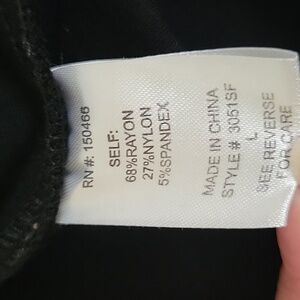 RN #: 150466
SELF:
68%RAYON
27%NYLON
5%SPANDEX
MADE IN CHINA
STYLE # 3051SF
L
SEE REVERSE
FOR CARE